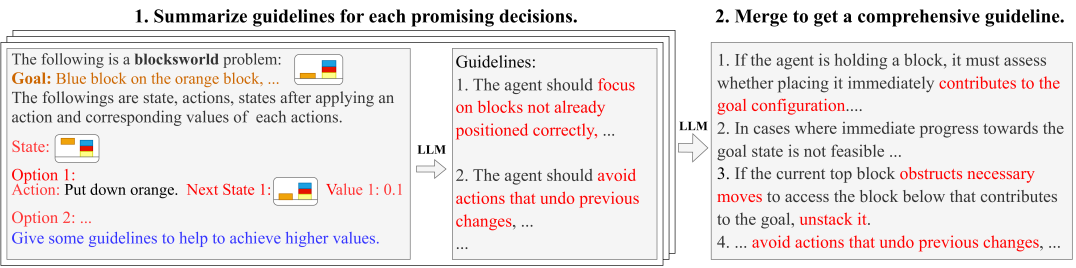 1. Summarize guidelines for each promising decisions.
The following is a blocksworld problem:
Goal: Blue block on the orange block, ...
The followings are state, actions, states after applying an
action and corresponding values of each actions.
State:
Option 1:
Action: Put down orange. Next State 1: Value 1: 0.1
Option 2: ...
Give some guidelines to help to achieve higher values.
LLM
Guidelines:
1. The agent should focus
on blocks not already
positioned correctly, ...
2. The agent should avoid
actions that undo previous
changes, ...
...
LLM
2. Merge to get a comprehensive guideline.
1. If the agent is holding a block, it must assess
whether placing it immediately contributes to the
goal configuration....
2. In cases where immediate progress towards the
goal state is not feasible ...
3. If the current top block obstructs necessary
moves to access the block below that contributes
to the goal, unstack it.
4. ... avoid actions that undo previous changes, ...